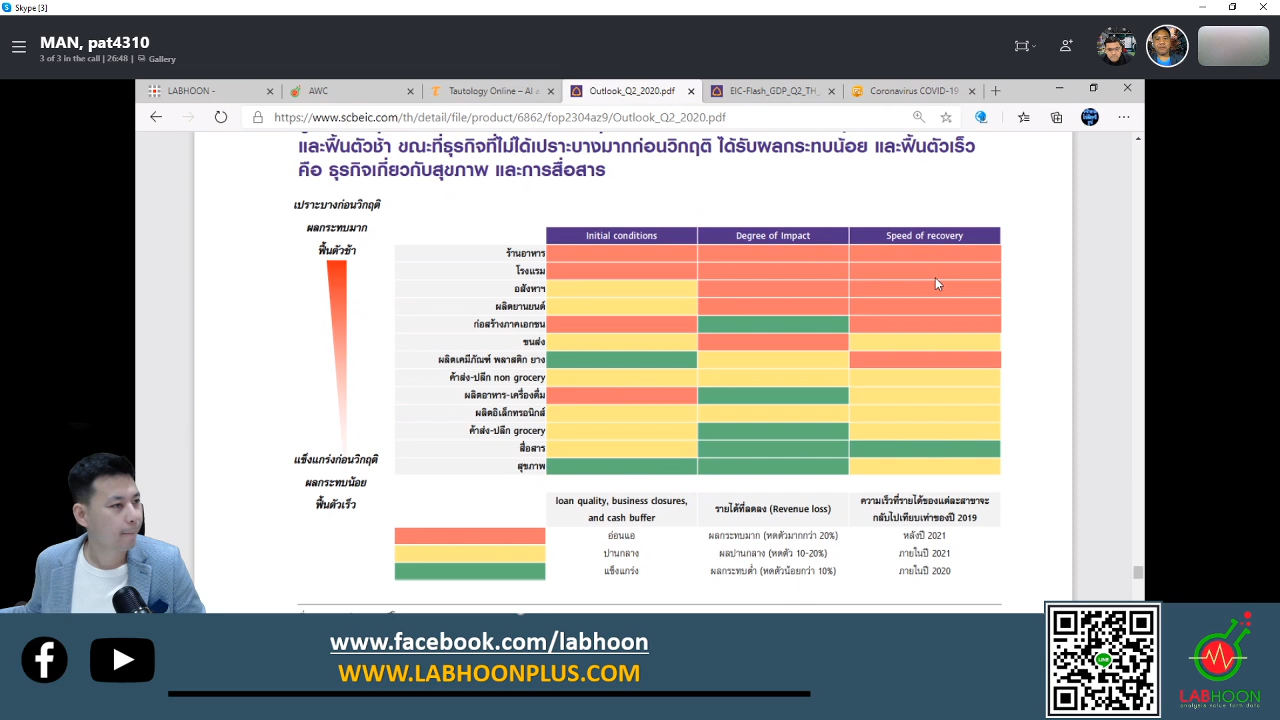 Skype [3]
MAN, pat4310
3 of 3 in the call | 26:48 | Gallery
LABHOON -
AWC
Tautology Online – AI a
Outlook_Q2_2020.pdf
EIC-Flash_GDP_Q2_TH_
Coronavirus COVID-19
https://www.scbeic.com/th/detail/file/product/6862/fop2304az9/Outlook_Q2_2020.pdf
และฟื้นตัวช้า ขณะที่ธุรกิจที่ไม่ได้เปราะบางมากก่อนวิกฤติ ได้รับผลกระทบน้อย และฟื้นตัวเร็ว
คือ ธุรกิจเกี่ยวกับสุขภาพ และการสื่อสาร
เปราะบางก่อนวิกฤติ
ผลกระทบมาก
ฟื้นตัวช้า
Initial conditions
Degree of Impact
Speed of recovery
ร้านอาหาร
โรงแรม
อสังหาฯ
ผลิตยานยนต์
ก่อสร้างภาคเอกชน
ขนส่ง
ผลิตเคมีภัณฑ์ พลาสติก ยาง
ค้าส่ง-ปลีก non grocery
ผลิตอาหาร-เครื่องดื่ม
ผลิตอิเล็กทรอนิกส์
ค้าส่ง-ปลีก grocery
สื่อสาร
สุขภาพ
แข็งแกร่งก่อนวิกฤติ
ผลกระทบน้อย
ฟื้นตัวเร็ว
loan quality, business closures,
and cash buffer
รายได้ที่ลดลง (Revenue loss)
ความเร็วที่รายได้ของแต่ละสาขาจะ
กลับไปเทียบเท่าของปี 2019
อ่อนแอ
ผลกระทบมาก (หดตัวมากกว่า 20%)
หลังปี 2021
ปานกลาง
ผลปานกลาง (หดตัว 10-20%)
ภายในปี 2021
แข็งแกร่ง
ผลกระทบต่ำ (หดตัวน้อยกว่า 10%)
ภายในปี 2020
www.facebook.com/labhoon
WWW.LABHOONPLUS.COM
LINE
LABHOON
analysis value form data